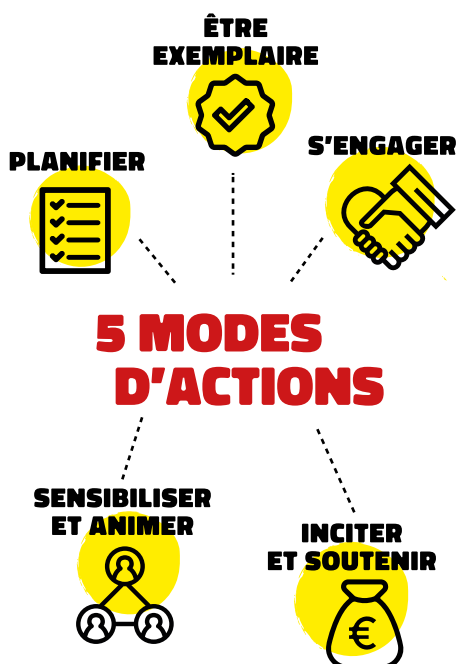 ÊTRE
EXEMPLAIRE
S'ENGAGER
PLANIFIER
5 MODES
D'ACTIONS
SENSIBILISER
ET ANIMER
INCITER
ET SOUTENIR
€